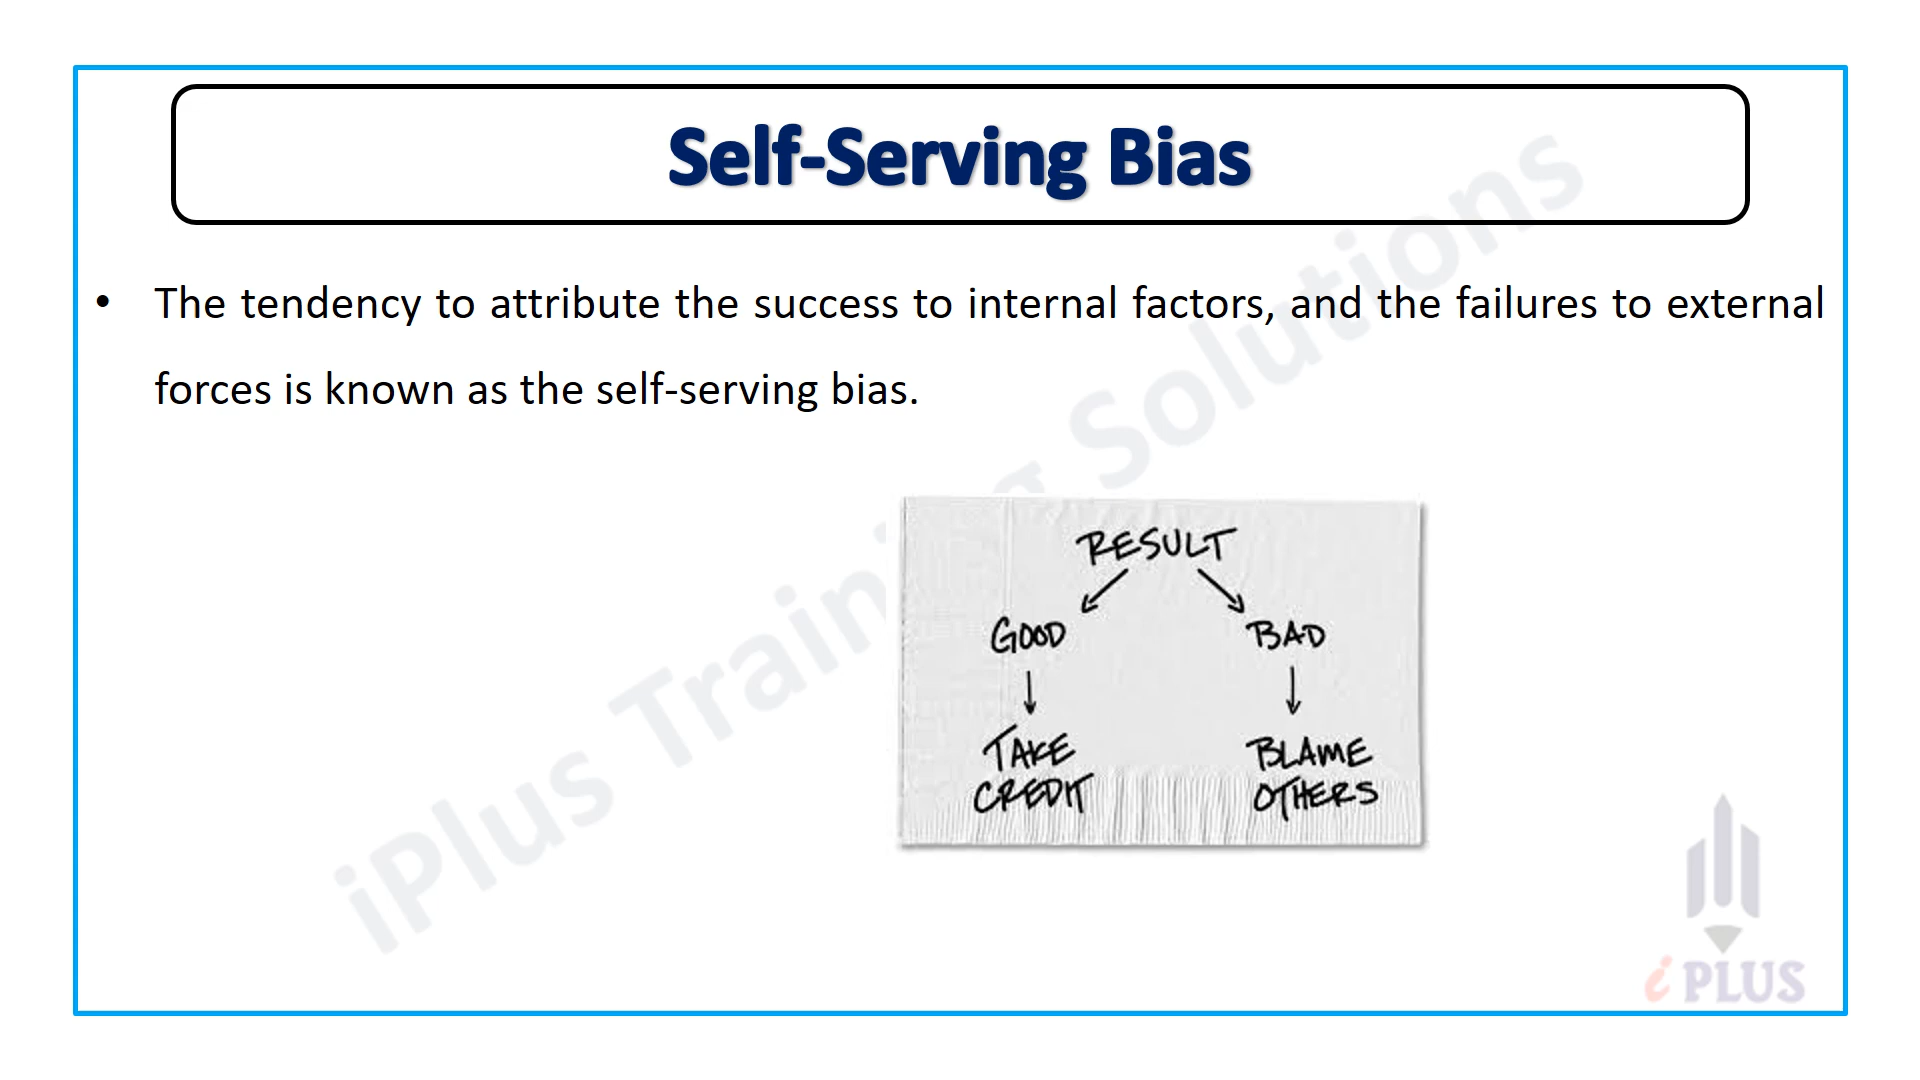 Self-Serving Bias
• The tendency to attribute the success to internal factors, and the failures to external
forces is known as the self-serving bias.
RESULT
GOOD BAD
TAKE BLAME
CREDIT OTHERS
iPlus Training Solutions
i PLUS